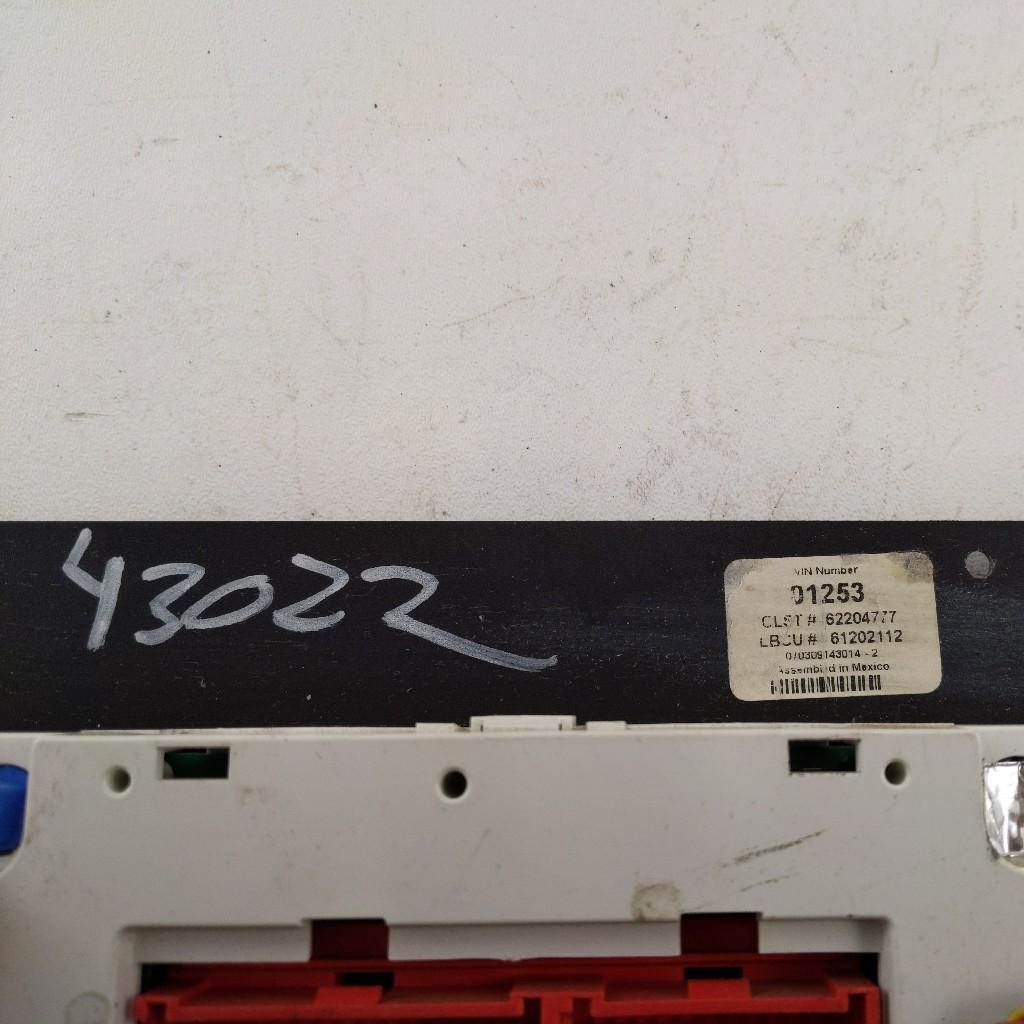 43022
VIN Number
01253
CLST # 62204777
LBCU # 61202112
070309143014 - 2
Assembled in Mexico